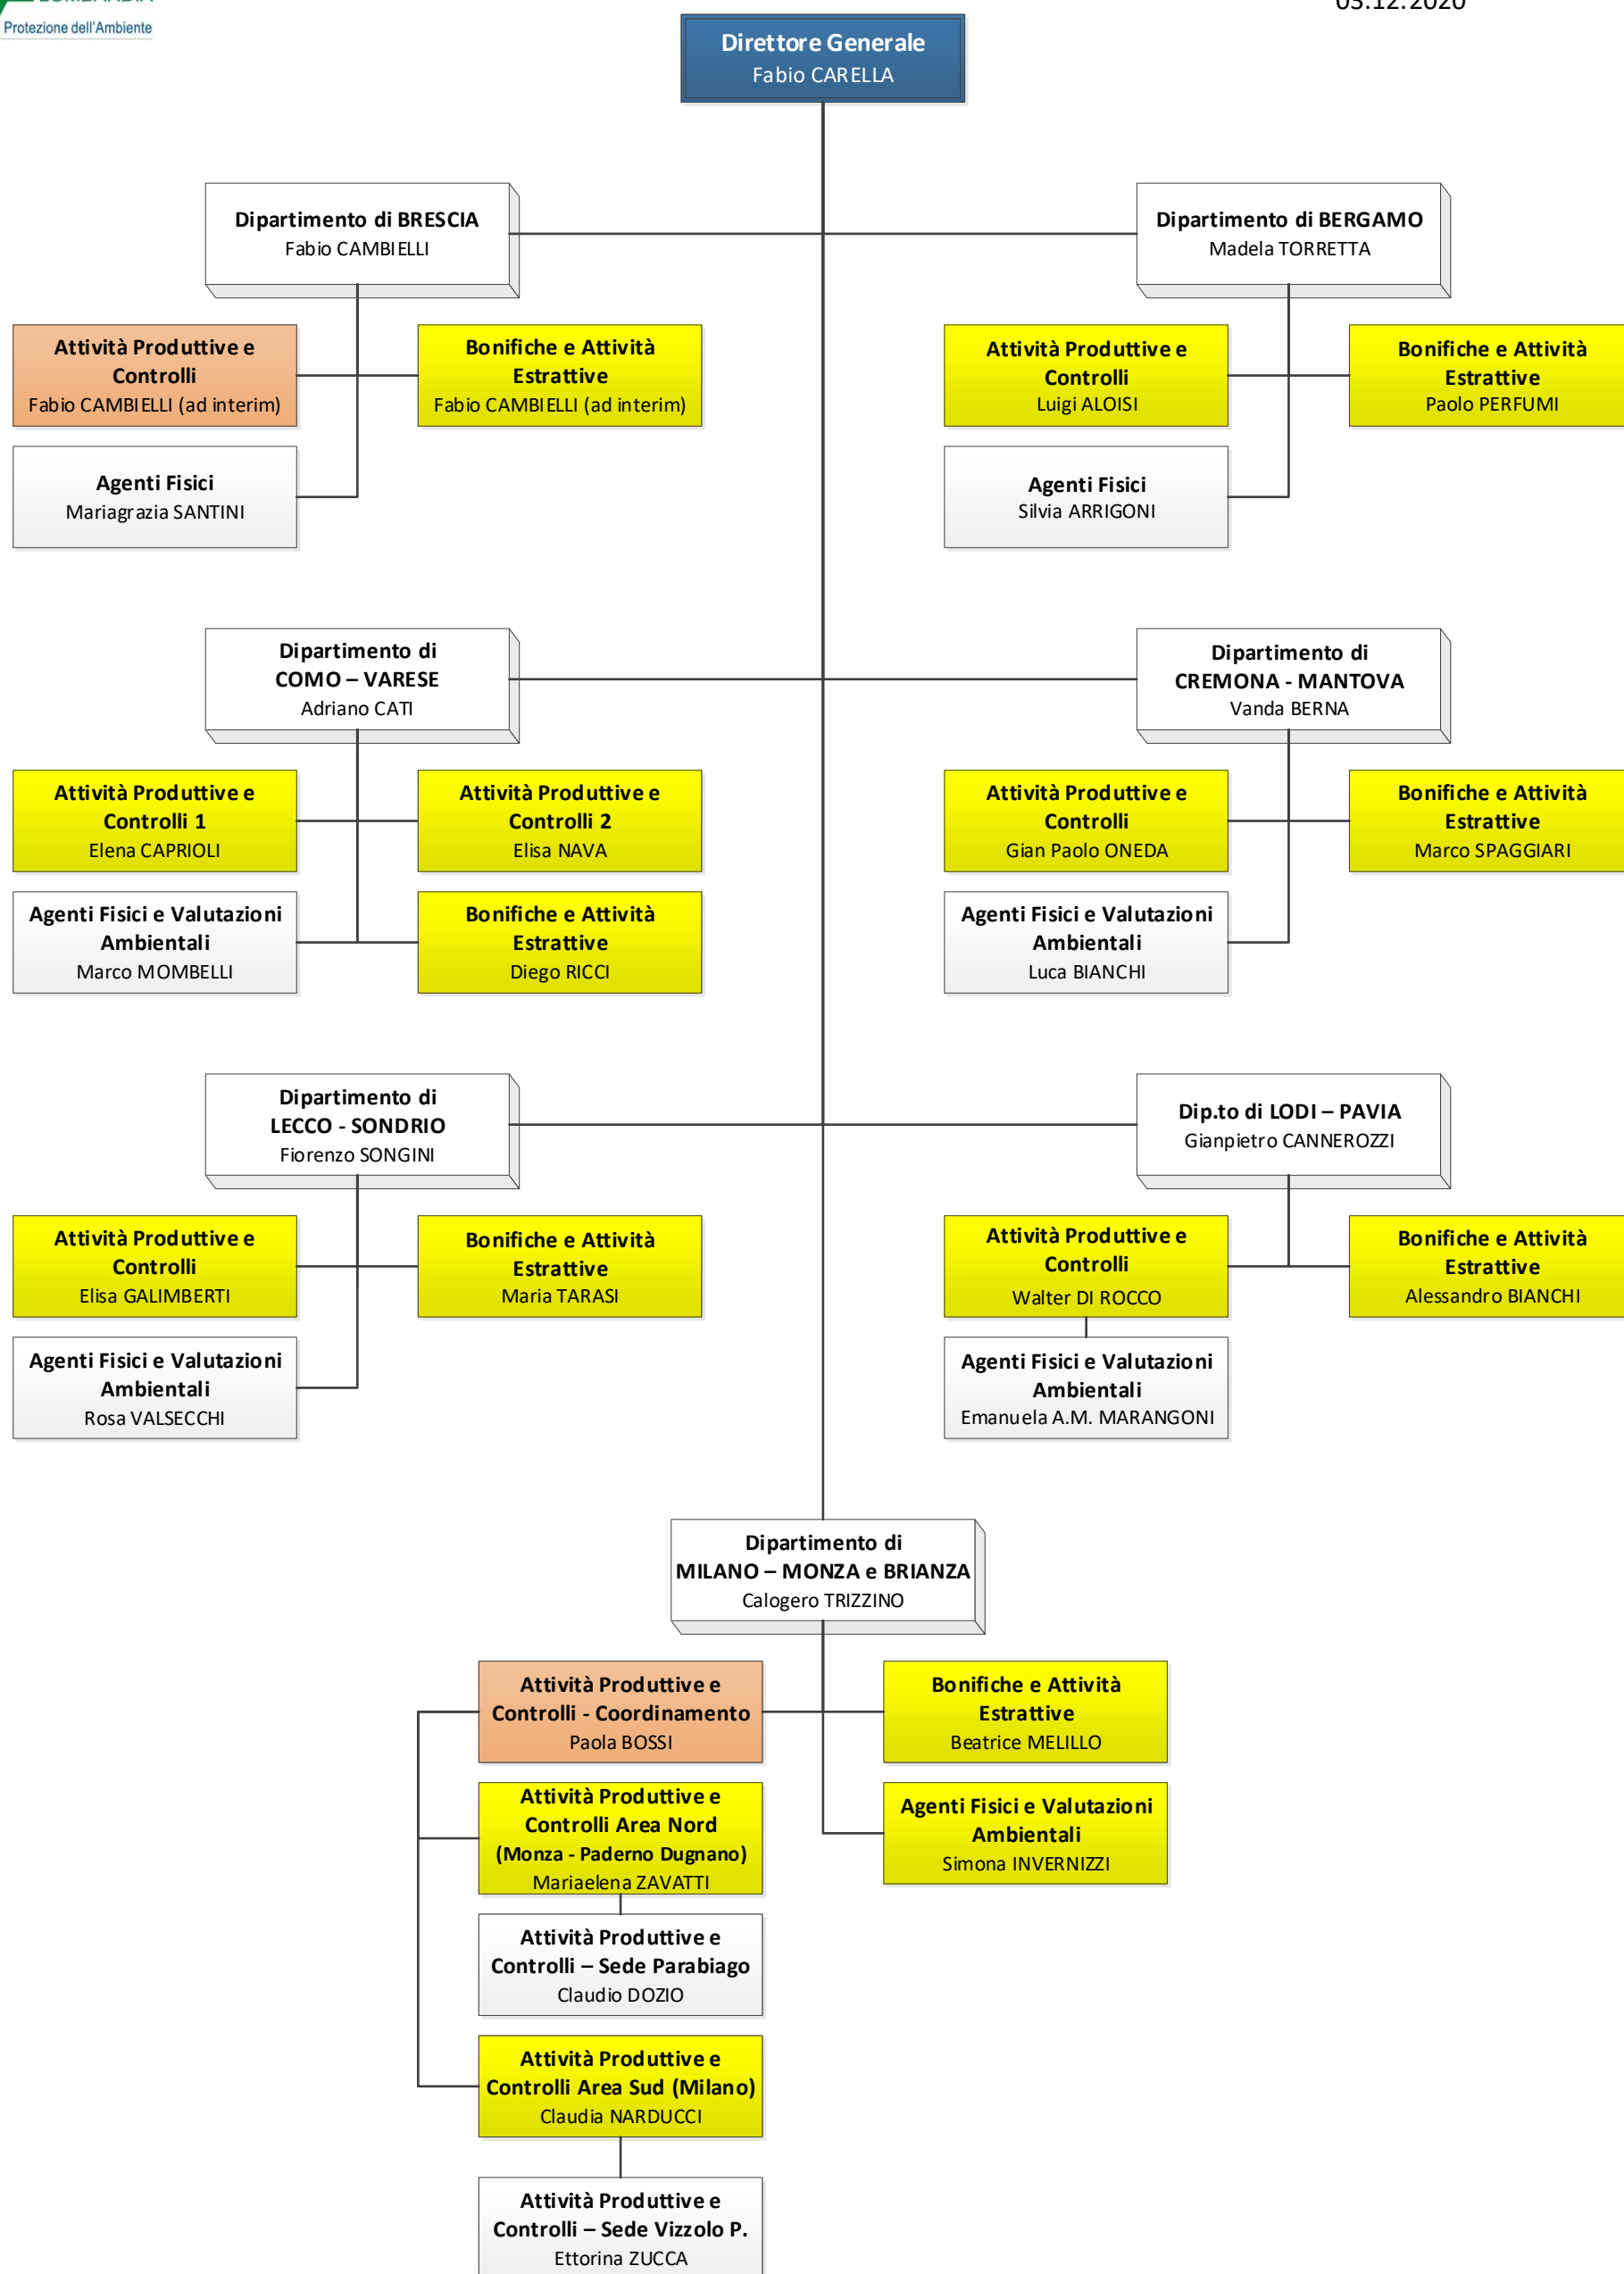 Protezione dell'Ambiente
Direttore Generale
Fabio CARELLA
Dipartimento di BRESCIA
Fabio CAMBIELLI
Dipartimento di BERGAMO
Madela TORRETTA
Attività Produttive e
Controlli
Fabio CAMBIELLI (ad interim)
Bonifiche e Attività
Estrattive
Fabio CAMBIELLI (ad interim)
Attività Produttive e
Controlli
Luigi ALOISI
Bonifiche e Attività
Estrattive
Paolo PERFUMI
Agenti Fisici
Mariagrazia SANTINI
Agenti Fisici
Silvia ARRIGONI
Dipartimento di
COMO – VARESE
Adriano CATI
Dipartimento di
CREMONA - MANTOVA
Vanda BERNA
Attività Produttive e
Controlli 1
Elena CAPRIOLI
Attività Produttive e
Controlli 2
Elisa NAVA
Attività Produttive e
Controlli
Gian Paolo ONEDA
Bonifiche e Attività
Estrattive
Marco SPAGGIARI
Agenti Fisici e Valutazioni
Ambientali
Marco MOMBELLI
Bonifiche e Attività
Estrattive
Diego RICCI
Agenti Fisici e Valutazioni
Ambientali
Luca BIANCHI
Dipartimento di
LECCO - SONDRIO
Fiorenzo SONGINI
Dip.to di LODI – PAVIA
Gianpietro CANNEROZZI
Attività Produttive e
Controlli
Elisa GALIMBERTI
Bonifiche e Attività
Estrattive
Maria TARASI
Attività Produttive e
Controlli
Walter DI ROCCO
Bonifiche e Attività
Estrattive
Alessandro BIANCHI
Agenti Fisici e Valutazioni
Ambientali
Rosa VALSECCHI
Agenti Fisici e Valutazioni
Ambientali
Emanuela A.M. MARANGONI
Dipartimento di
MILANO – MONZA e BRIANZA
Calogero TRIZZINO
Attività Produttive e
Controlli - Coordinamento
Paola BOSSI
Bonifiche e Attività
Estrattive
Beatrice MELILLO
Attività Produttive e
Controlli Area Nord
(Monza - Paderno Dugnano)
Mariaelena ZAVATTI
Agenti Fisici e Valutazioni
Ambientali
Simona INVERNIZZI
Attività Produttive e
Controlli – Sede Parabiago
Claudio DOZIO
Attività Produttive e
Controlli Area Sud (Milano)
Claudia NARDUCCI
Attività Produttive e
Controlli – Sede Vizzolo P.
Ettorina ZUCCA